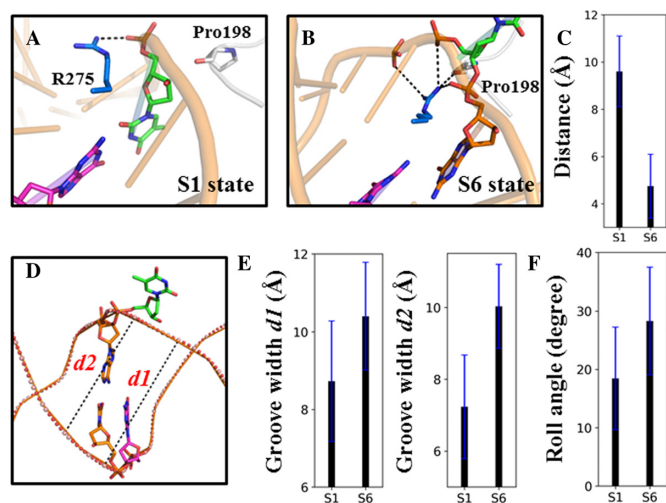 A
R275
Pro198
S1 state
B
Pro198
S6 state
C
Distance (Å)
12
10
8
6
4
S1 S6
D
d2
d1
E
Groove width d1 (Å)
12
10
8
6
S1 S6
Groove width d2 (Å)
10
8
6
S1 S6
F
Roll angle (degree)
40
30
20
10
0
S1 S6